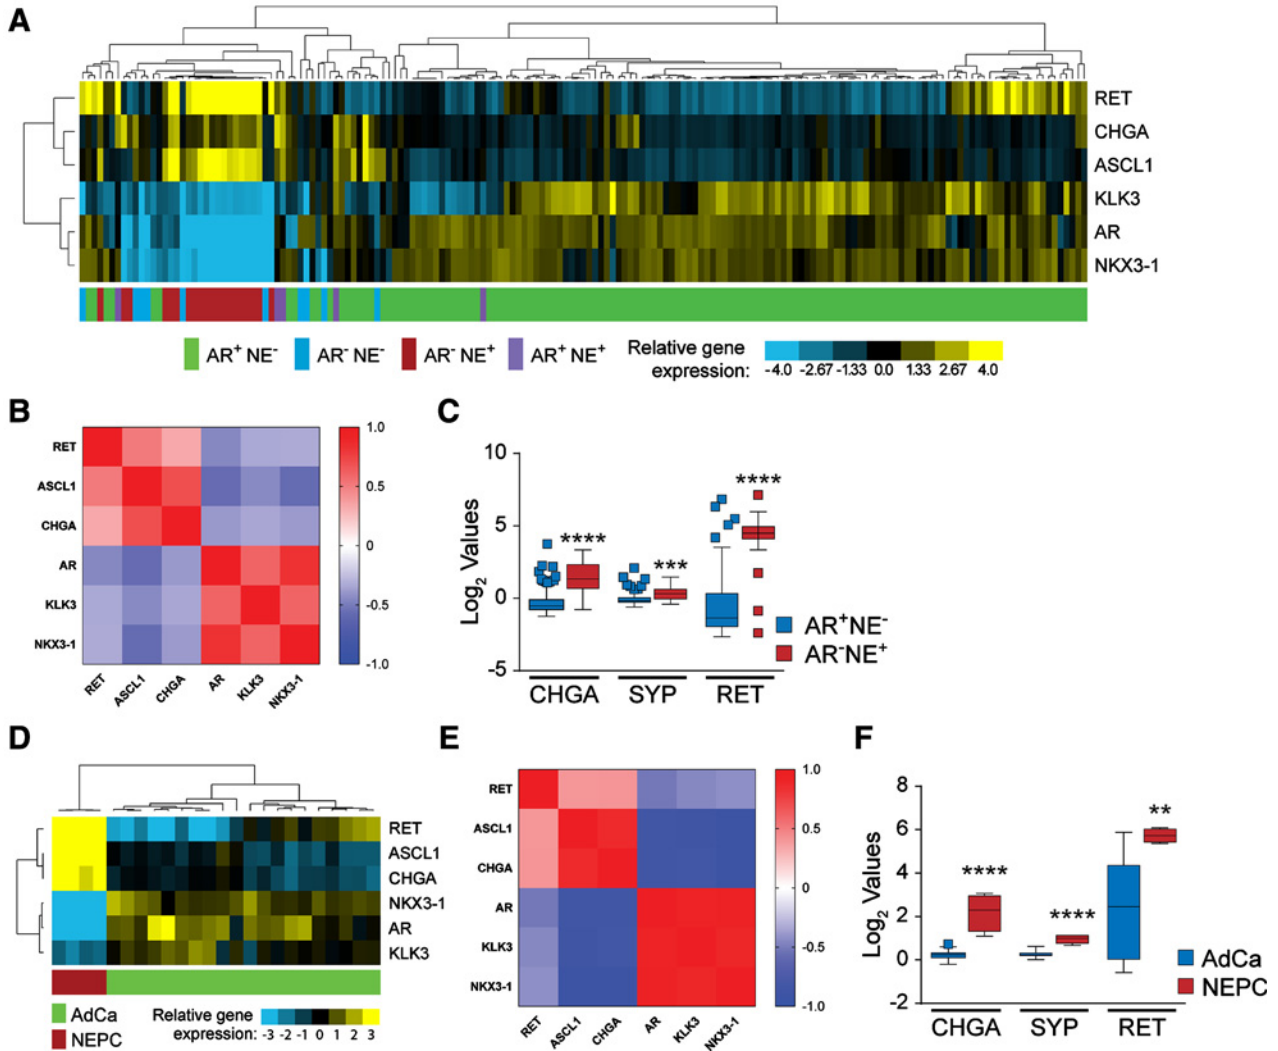 A
RET
CHGA
ASCL1
KLK3
AR
NKX3-1
AR+ NE-
AR- NE-
AR- NE+
AR+ NE+
Relative gene
expression:
-4.0 -2.67 -1.33 0.0 1.33 2.67 4.0
B
RET
ASCL1
CHGA
AR
KLK3
NKX3-1
RET ASCL1 CHGA AR KLK3 NKX3-1
1.0
0.5
0
-0.5
-1.0
C
Log2 Values
10
5
0
-5
****
***
****
CHGA SYP RET
AR+NE-
AR-NE+
D
RET
ASCL1
CHGA
NKX3-1
AR
KLK3
AdCa
NEPC
Relative gene
expression:
-3 -2 -1 0 1 2 3
E
RET
ASCL1
CHGA
AR
KLK3
NKX3-1
RET ASCL1 CHGA AR KLK3 NKX3-1
1.0
0.5
0
-0.5
-1.0
F
Log2 Values
8
6
4
2
0
-2
****
****
**
CHGA SYP RET
AdCa
NEPC